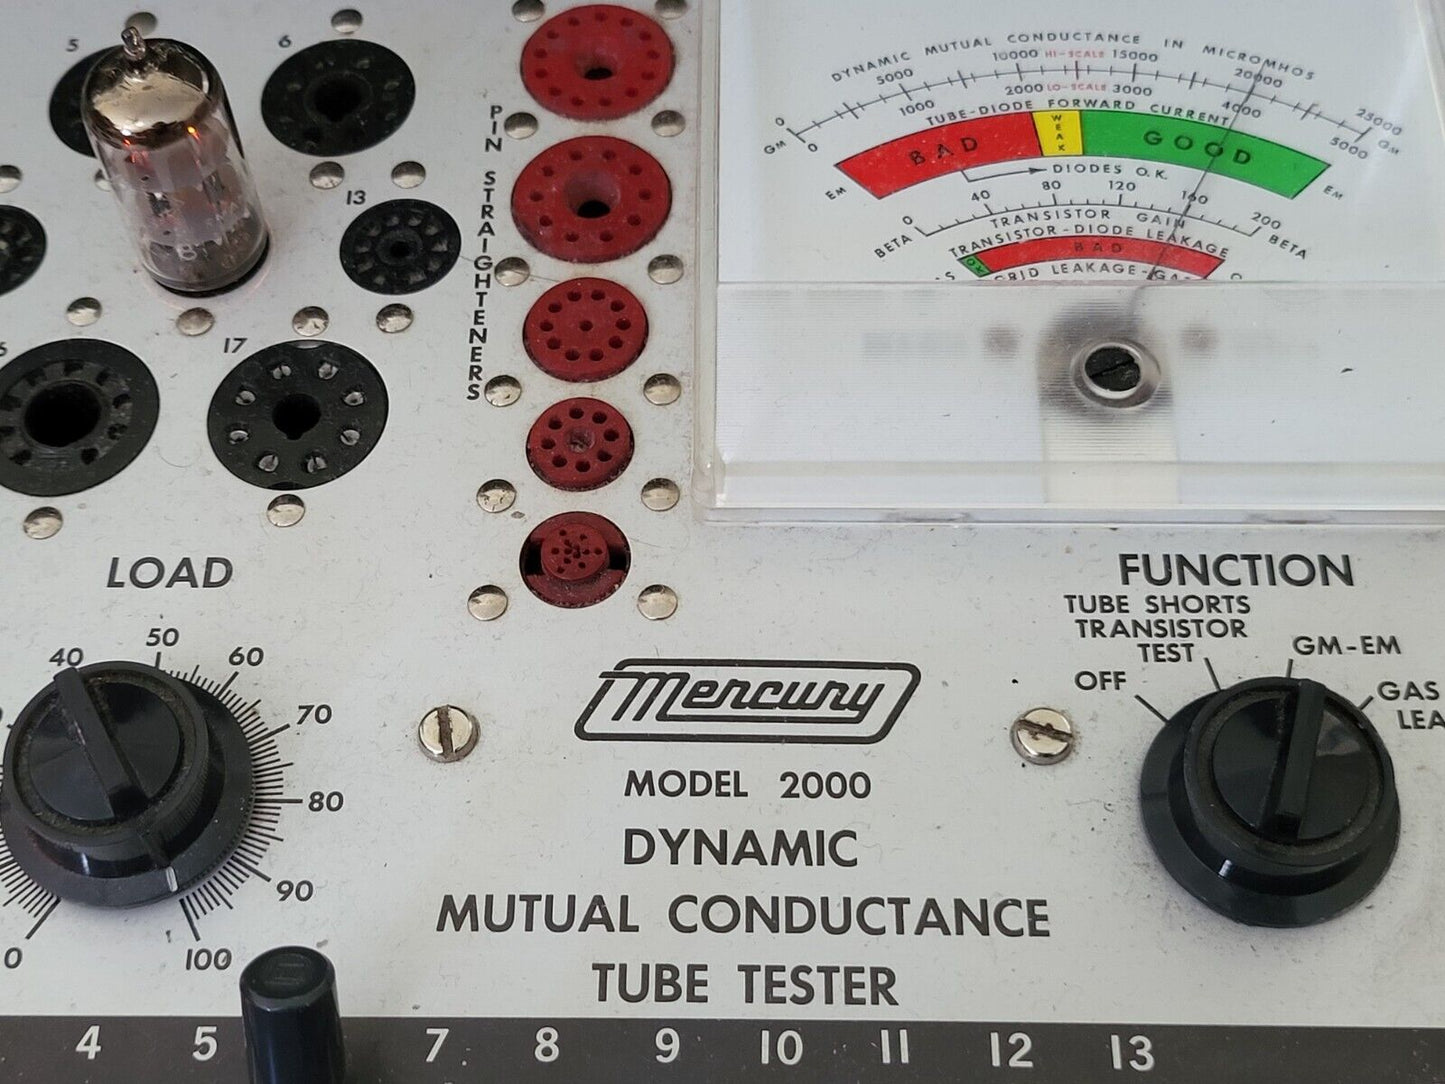 5
6
13
17
PIN STRAIGHTENERS
DYNAMIC MUTUAL CONDUCTANCE IN MICROMHOS
0 5000 10000 HI-SCALE 15000 20000 25000
GM 0 1000 2000 LO-SCALE 3000 4000 5000 GM
TUBE-DIODE FORWARD CURRENT
BAD WEAK GOOD
EM DIODES O.K. EM
0 40 80 120 160 200
BETA TRANSISTOR GAIN BETA
TRANSISTOR-DIODE LEAKAGE
BAD
GRID LEAKAGE-GAS
LOAD
40 50 60 70 80 90 100
0
FUNCTION
TUBE SHORTS
TRANSISTOR
TEST
OFF
GM-EM
GAS
LEA
Mercury
MODEL 2000
DYNAMIC
MUTUAL CONDUCTANCE
TUBE TESTER
4 5 7 8 9 10 11 12 13